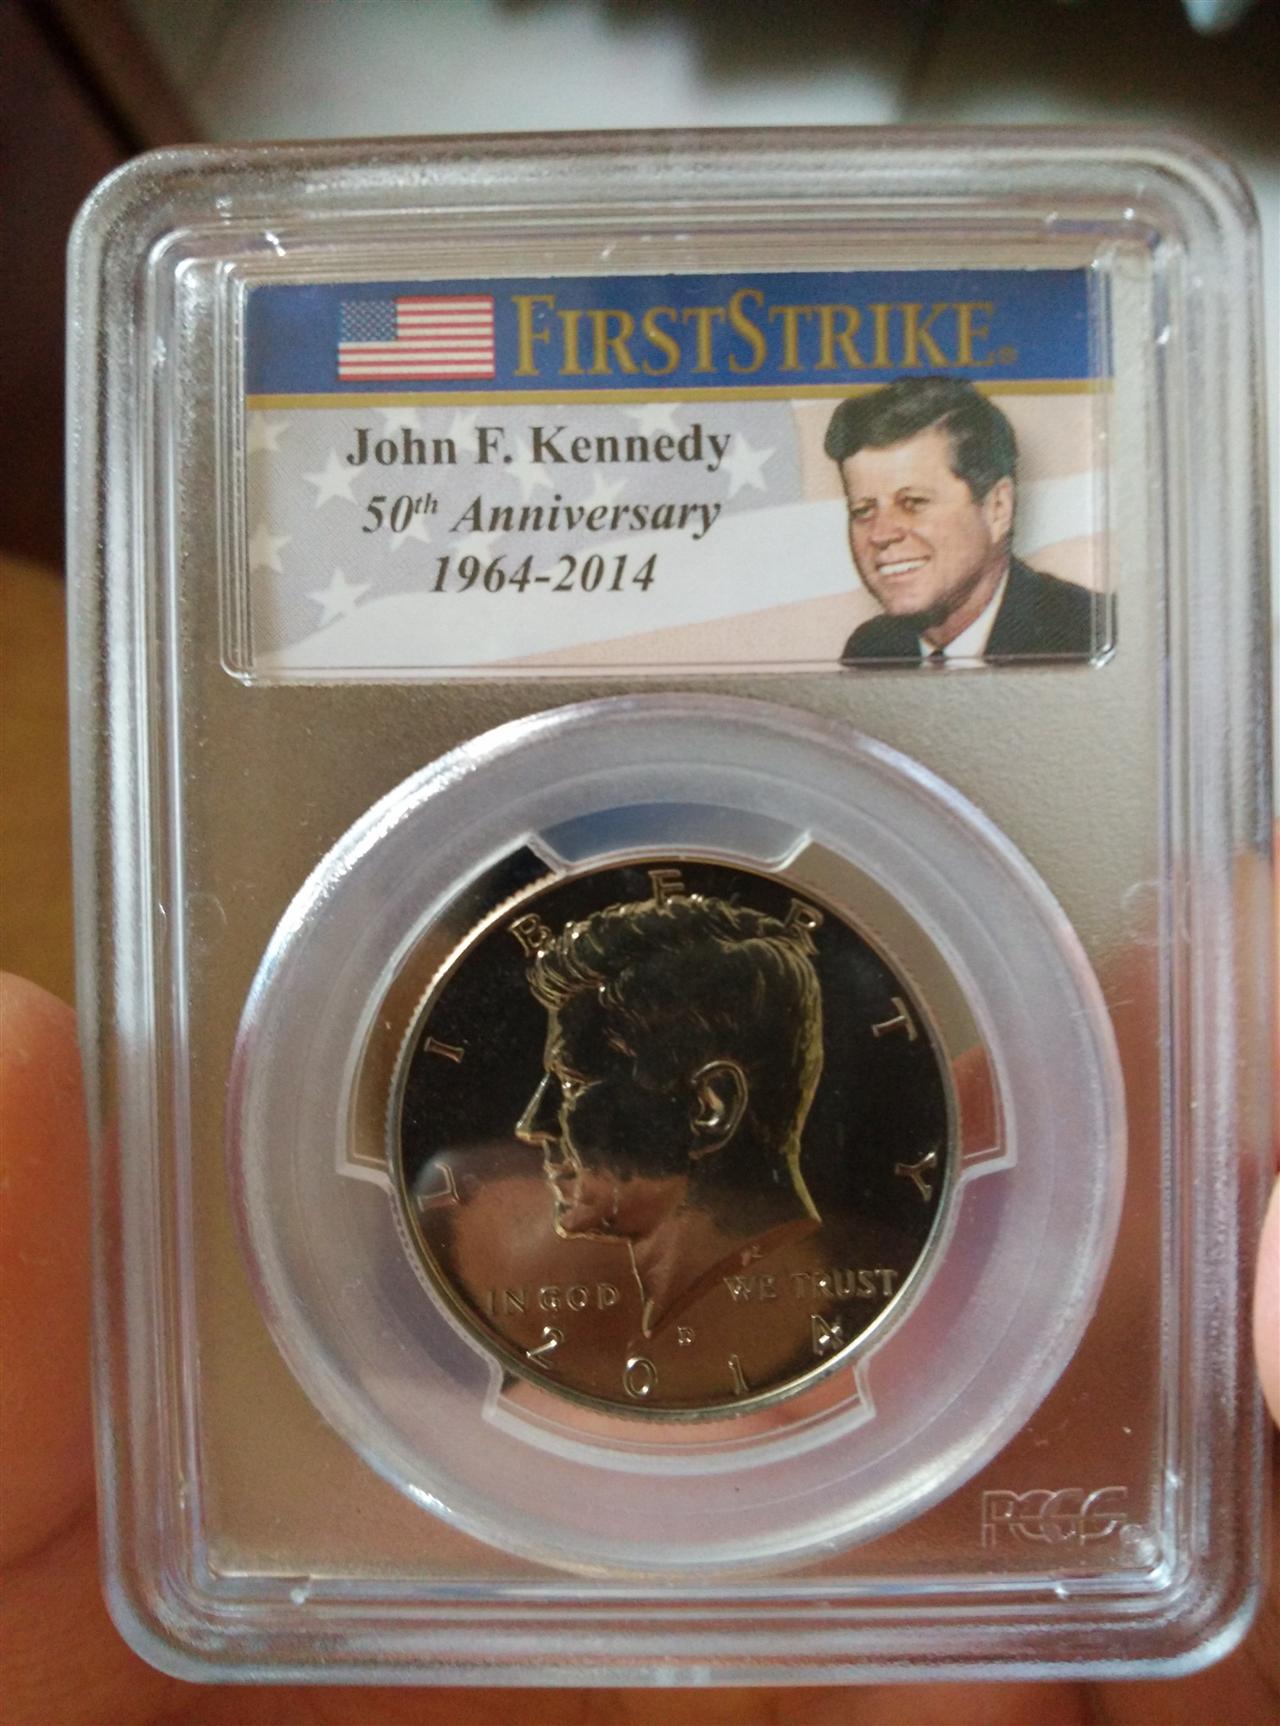 FIRSTSTRIKE®
John F. Kennedy
50th Anniversary
1964-2014
LIBERTY
IN GOD WE TRUST
D
2014
PCGS